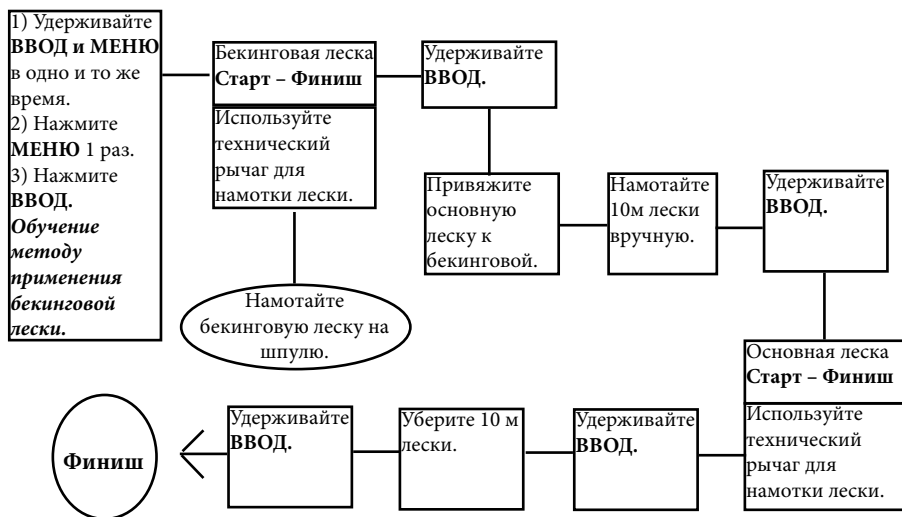 1) Удерживайте
ВВОД и МЕНЮ
в одно и то же
время.
2) Нажмите
МЕНЮ 1 раз.
3) Нажмите
ВВОД.
Обучение
методу
применения
бекинговой
лески.
Бекинговая леска
Старт – Финиш
Используйте
технический
рычаг для
намотки лески.
Намотайте
бекинговую леску на
шпулю.
Удерживайте
ВВОД.
Привяжите
основную
леску к
бекинговой.
Намотайте
10м лески
вручную.
Удерживайте
ВВОД.
Основная леска
Старт – Финиш
Используйте
технический
рычаг для
намотки лески.
Удерживайте
ВВОД.
Уберите 10 м
лески.
Удерживайте
ВВОД.
Финиш